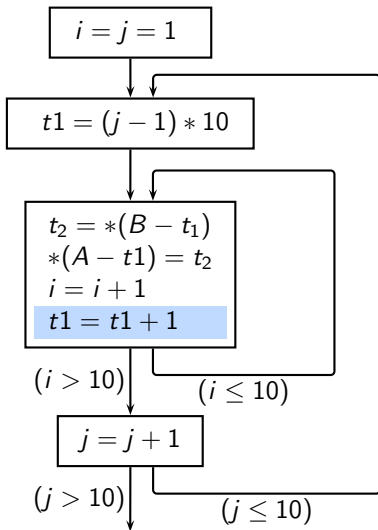 i = j = 1
t1 = (j − 1) ∗ 10
t₂ = ∗(B − t₁)
∗(A − t1) = t₂
i = i + 1
t1 = t1 + 1
(i > 10)
(i ≤ 10)
j = j + 1
(j > 10)
(j ≤ 10)